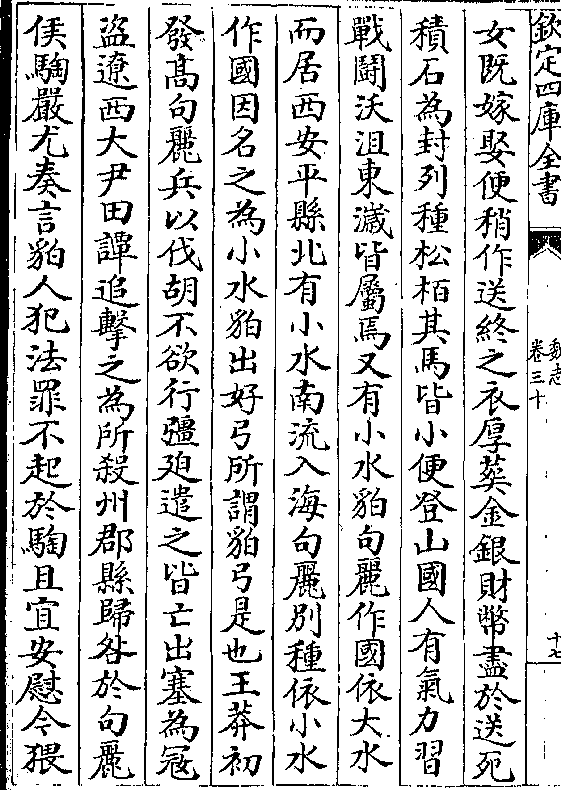 欽定四庫全書
魏志
卷三十
十七
女既嫁娶便稍作送終之衣厚葬金銀財幣盡於送死
積石為封列種松柏其馬皆小便登山國人有氣力習
戰鬪沃沮東濊皆屬焉又有小水貊句麗作國依大水
而居西安平縣北有小水南流入海句麗別種依小水
作國因名之為小水貊出好弓所謂貊弓是也王莽初
發髙句麗兵以伐胡不欲行彊廹遣之皆亡出塞為寇
盜遼西大尹田譚追擊之為所殺州郡縣歸咎於句麗
侯騊嚴尤奏言貊人犯法罪不起於騊且宜安慰今猥